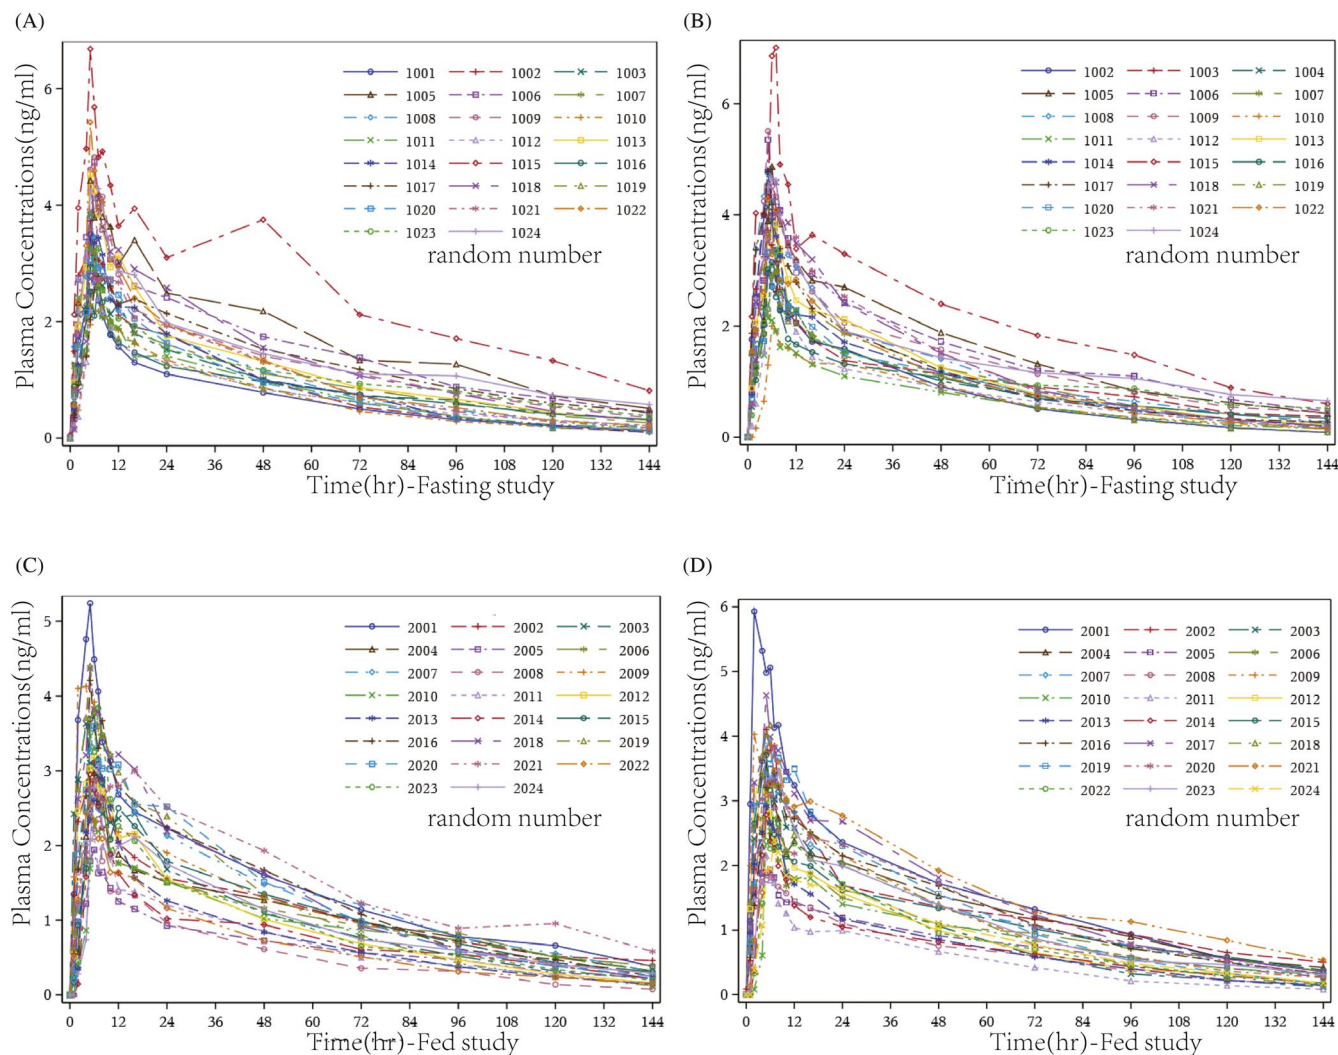 (A)
Plasma Concentrations(ng/ml)
6
4
2
0
1001 1002 1003
1005 1006 1007
1008 1009 1010
1011 1012 1013
1014 1015 1016
1017 1018 1019
1020 1021 1022
1023 1024
random number
0 12 24 36 48 60 72 84 96 108 120 132 144
Time(hr)-Fasting study
(B)
Plasma Concentrations(ng/ml)
6
4
2
0
1002 1003 1004
1005 1006 1007
1008 1009 1010
1011 1012 1013
1014 1015 1016
1017 1018 1019
1020 1021 1022
1023 1024
random number
0 12 24 36 48 60 72 84 96 108 120 132 144
Time(hr)-Fasting study
(C)
Plasma Concentrations(ng/ml)
5
4
3
2
1
0
2001 2002 2003
2004 2005 2006
2007 2008 2009
2010 2011 2012
2013 2014 2015
2016 2018 2019
2020 2021 2022
2023 2024
random number
0 12 24 36 48 60 72 84 96 108 120 132 144
Time(hr)-Fed study
(D)
Plasma Concentrations(ng/ml)
6
5
4
3
2
1
0
2001 2002 2003
2004 2005 2006
2007 2008 2009
2010 2011 2012
2013 2014 2015
2016 2017 2018
2019 2020 2021
2022 2023 2024
random number
0 12 24 36 48 60 72 84 96 108 120 132 144
Time(hr)-Fed study